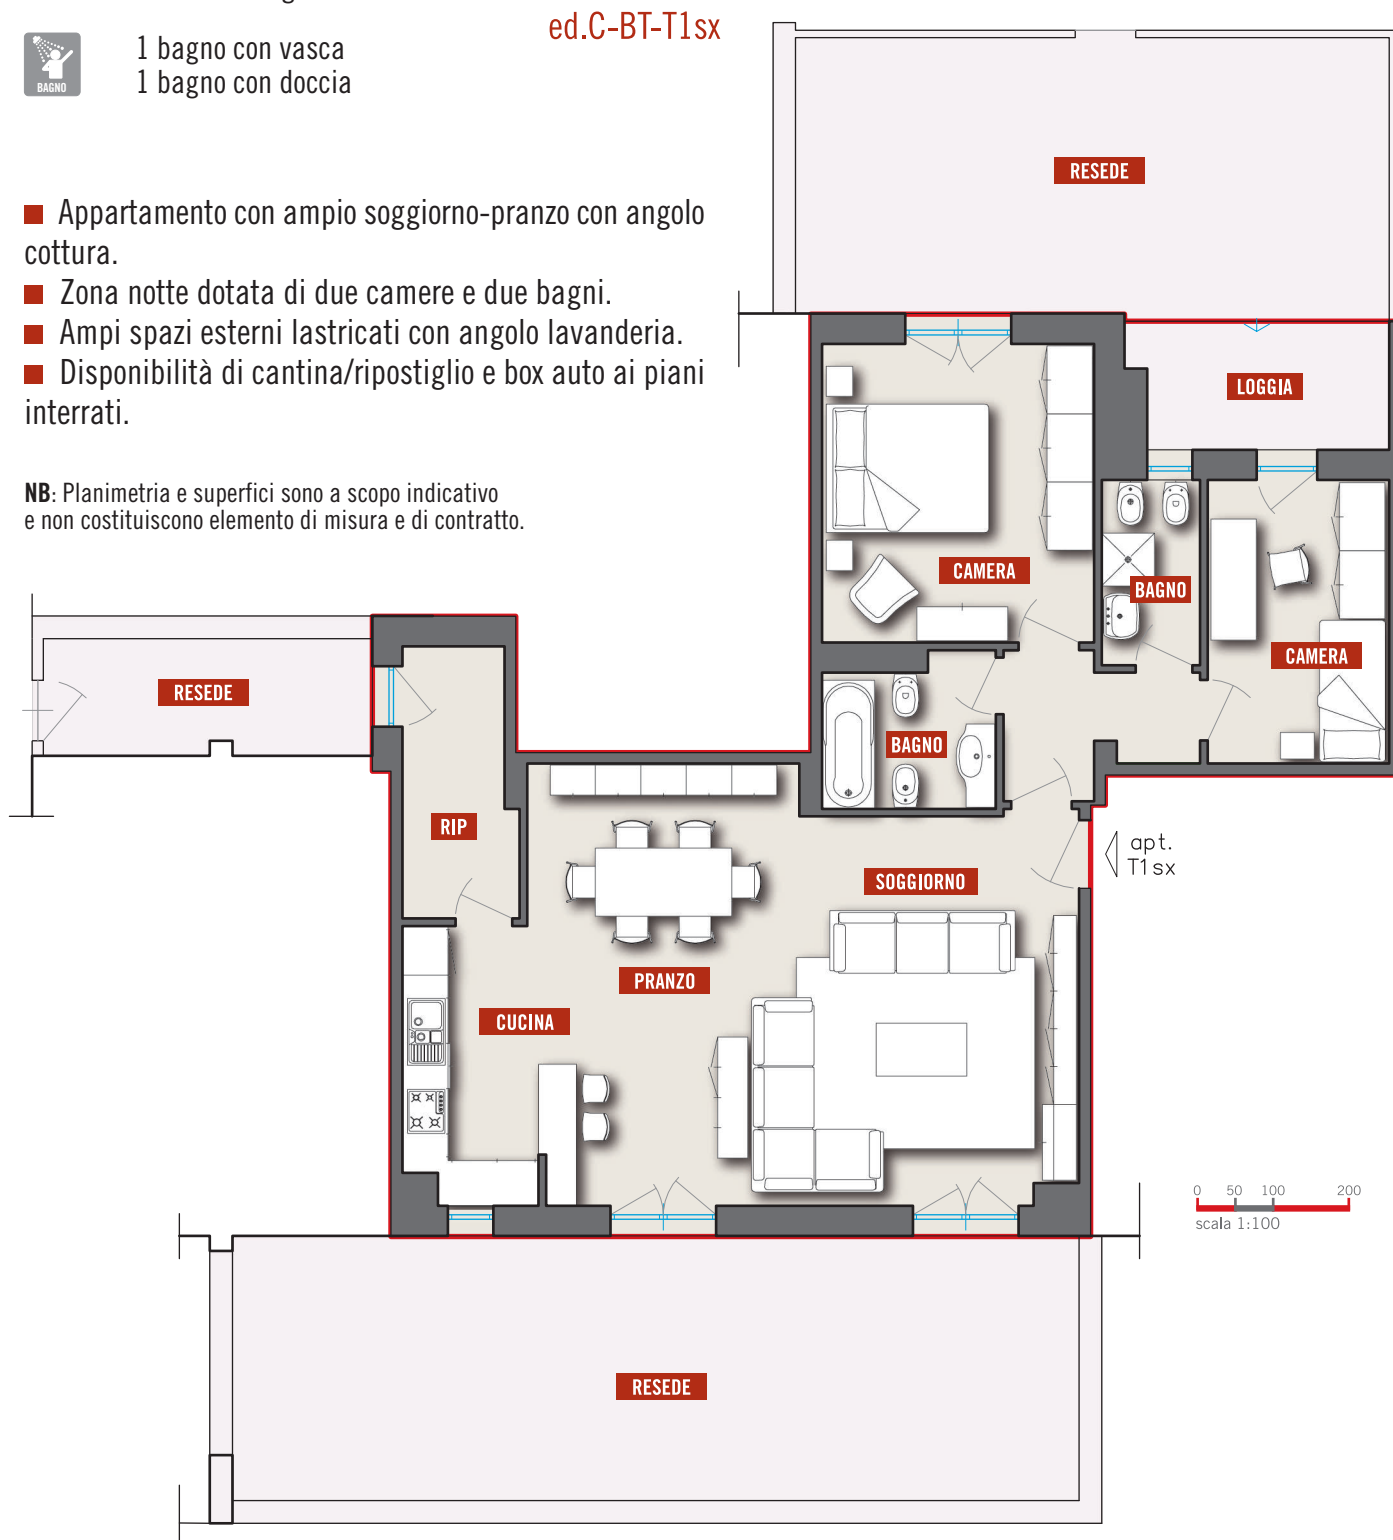 ed.C-BT-T1sx
BAGNO
1 bagno con vasca
1 bagno con doccia
■ Appartamento con ampio soggiorno-pranzo con angolo
cottura.
■ Zona notte dotata di due camere e due bagni.
■ Ampi spazi esterni lastricati con angolo lavanderia.
■ Disponibilità di cantina/ripostiglio e box auto ai piani
interrati.
NB: Planimetria e superfici sono a scopo indicativo
e non costituiscono elemento di misura e di contratto.
RESEDE
LOGGIA
CAMERA
BAGNO
CAMERA
RESEDE
BAGNO
RIP
SOGGIORNO
apt.
T1sx
PRANZO
CUCINA
0 50 100 200
scala 1:100
RESEDE